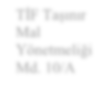 TİF Taşınır
Mal
Yönetmeliği
Md. 10/A